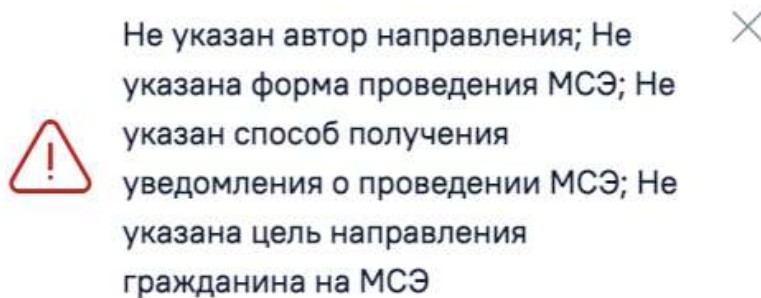 Не указан автор направления; Не
указана форма проведения МСЭ; Не
указан способ получения
уведомления о проведении МСЭ; Не
указана цель направления
гражданина на МСЭ